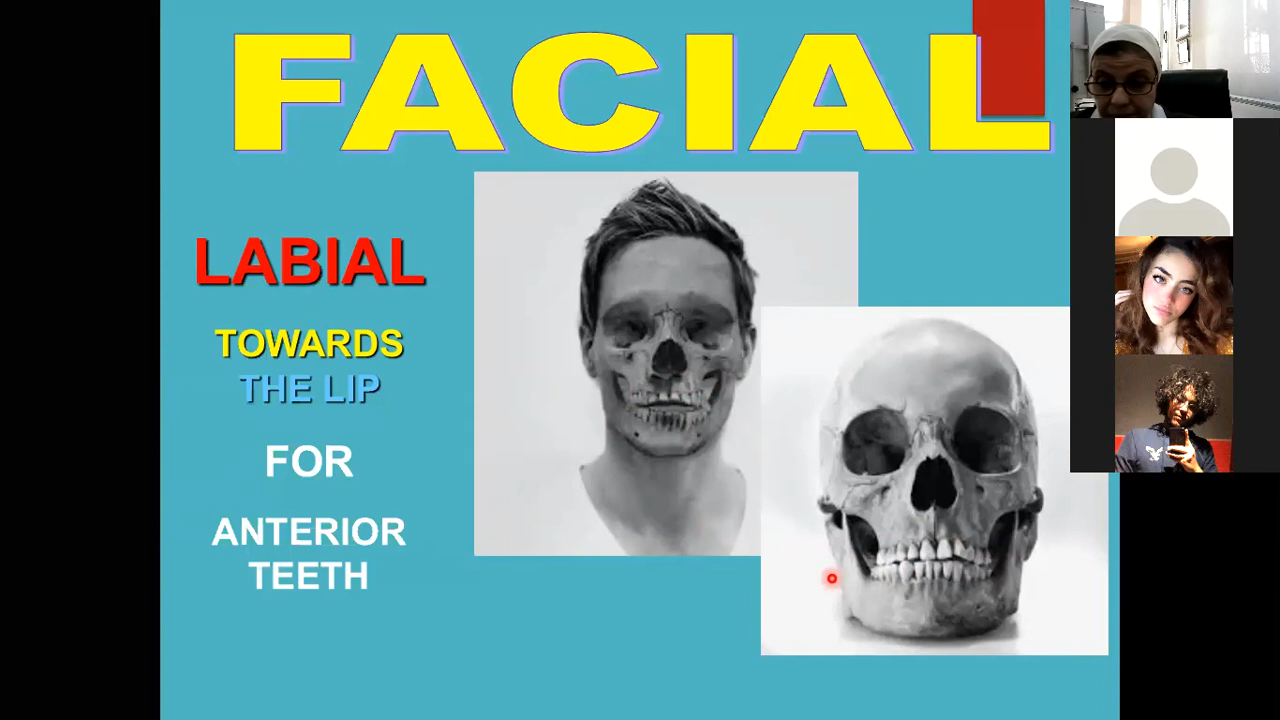 FACIAL
LABIAL
TOWARDS
THE LIP
FOR
ANTERIOR
TEETH